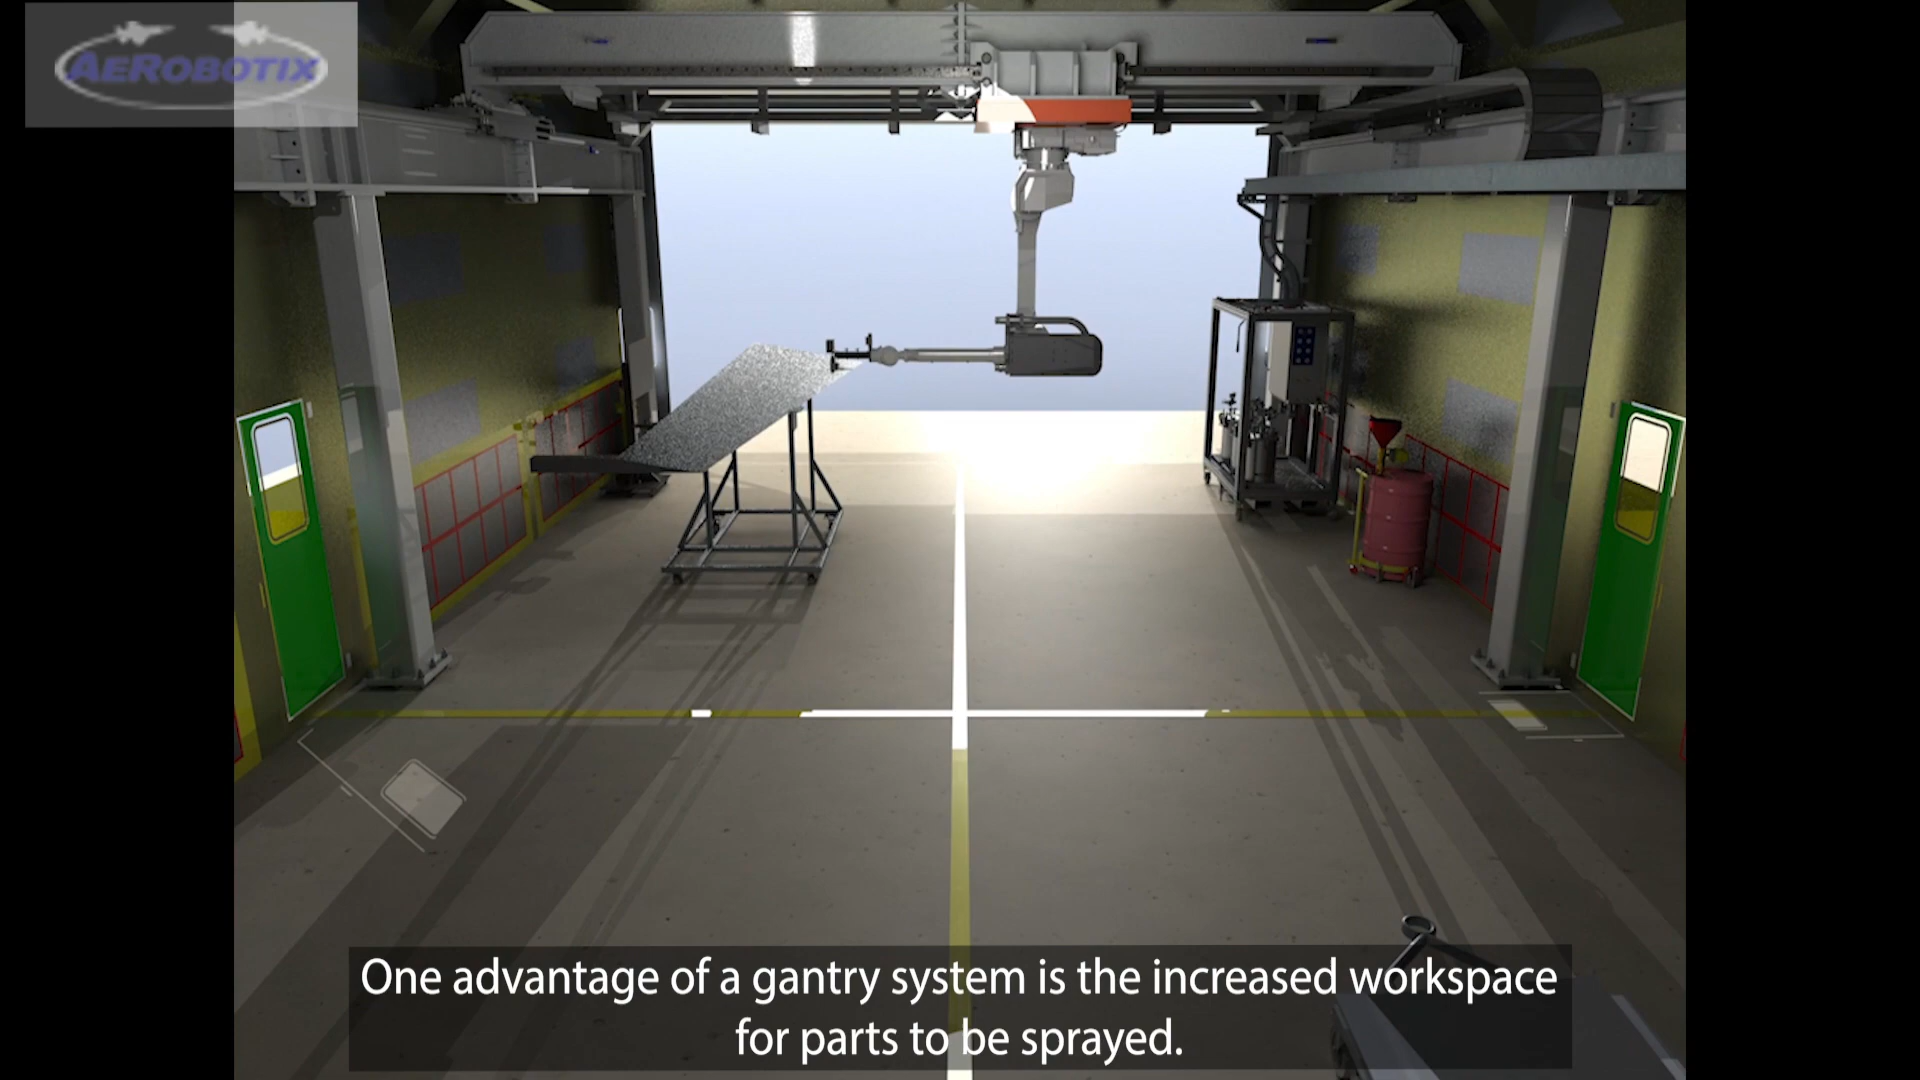 AEROBOTIX
One advantage of a gantry system is the increased workspace
for parts to be sprayed.